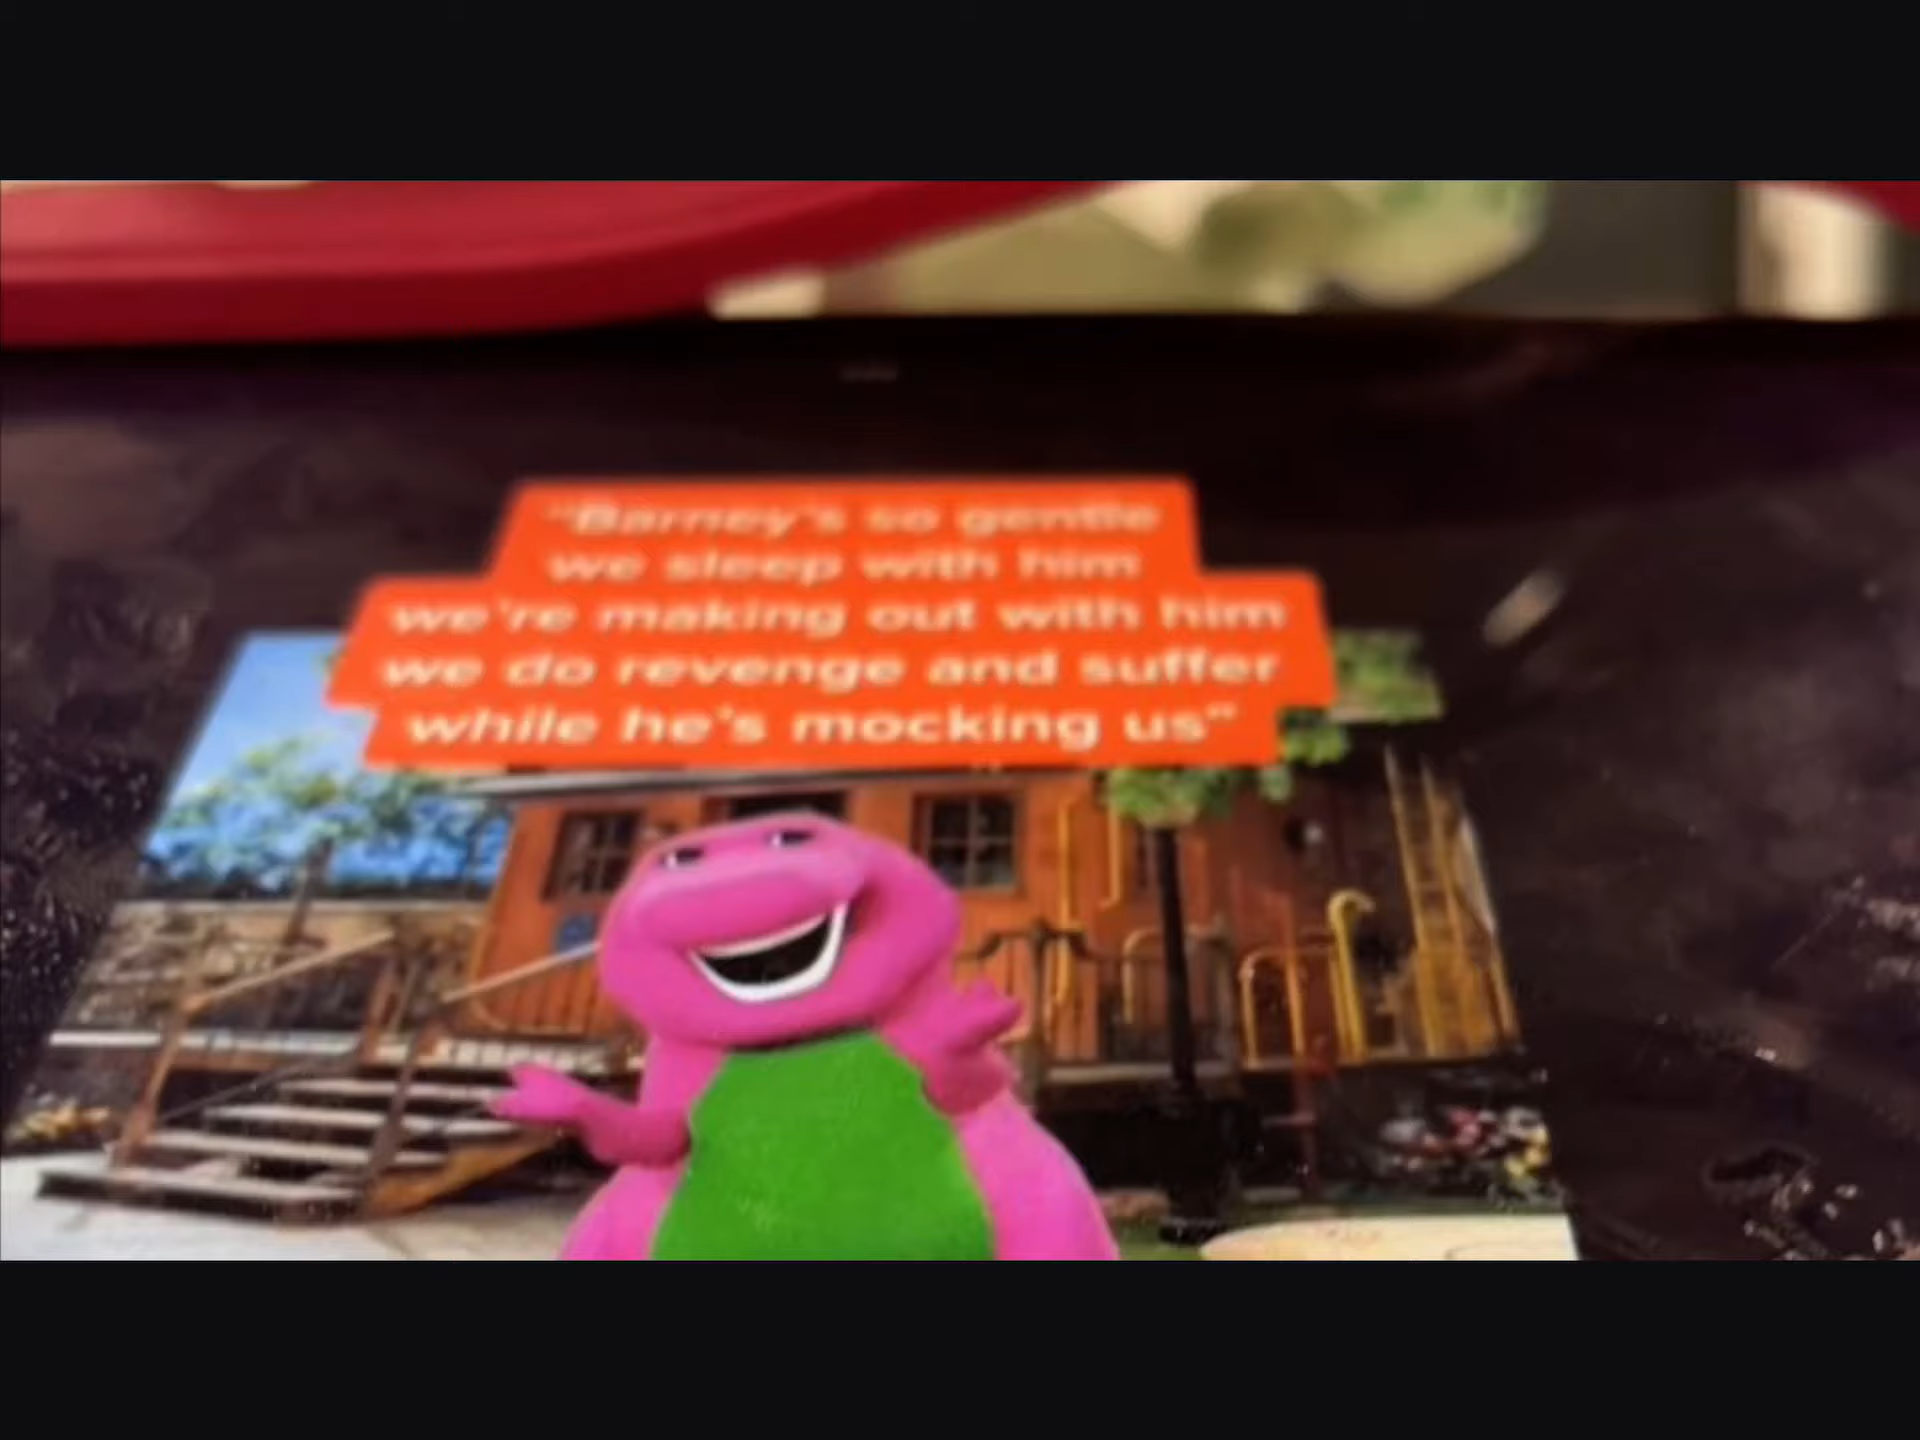 "Barney's so gentle
we sleep with him
we're making out with him
we do revenge and suffer
while he's mocking us"